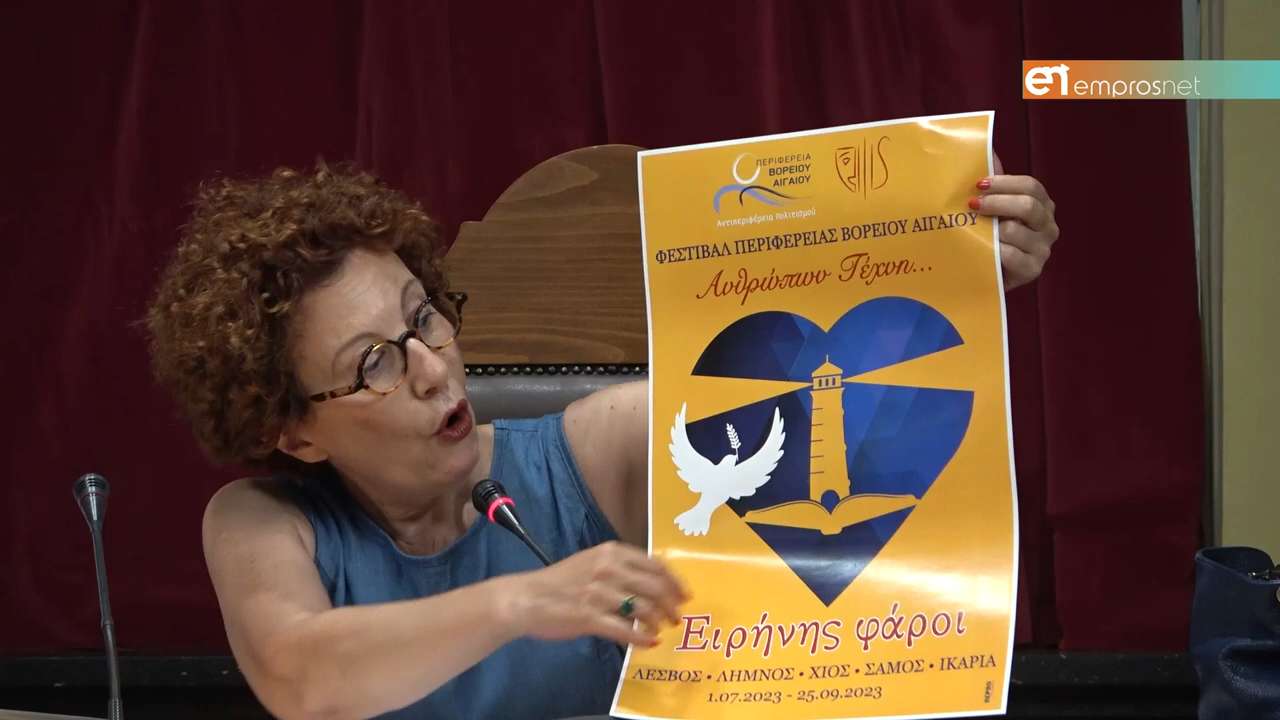 en emprosnet
ΠΕΡΙΦΕΡΕΙΑ
ΒΟΡΕΙΟΥ
ΑΙΓΑΙΟΥ
Αντιπεριφέρεια Πολιτισμού
ΦΕΣΤΙΒΑΛ ΠΕΡΙΦΕΡΕΙΑΣ ΒΟΡΕΙΟΥ ΑΙΓΑΙΟΥ
Ανθρώπων Τέχνη...
Ειρήνης φάροι
ΛΕΣΒΟΣ • ΛΗΜΝΟΣ • ΧΙΟΣ • ΣΑΜΟΣ • ΙΚΑΡΙΑ
1.07.2023 - 25.09.2023